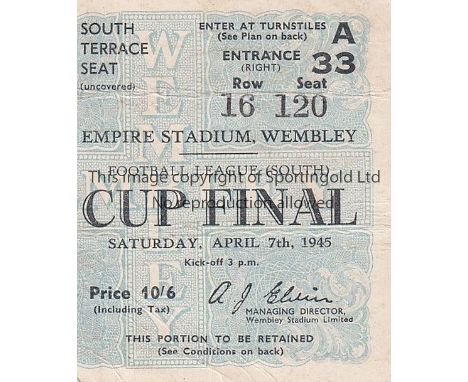 SOUTH TERRACE SEAT
(uncovered)
ENTER AT TURNSTILES
(See Plan on back)
A
ENTRANCE
(RIGHT)
33
Row Seat
16 120
WEMBLEY
EMPIRE STADIUM, WEMBLEY
FOOTBALL LEAGUE (SOUTH)
This image copyright of Sportingold Ltd
CUP FINAL
No reproduction allowed
SATURDAY, APRIL 7th, 1945
Kick-off 3 p.m.
Price 10/6
(Including Tax)
A J Elvin
MANAGING DIRECTOR,
Wembley Stadium Limited
THIS PORTION TO BE RETAINED
(See Conditions on back)